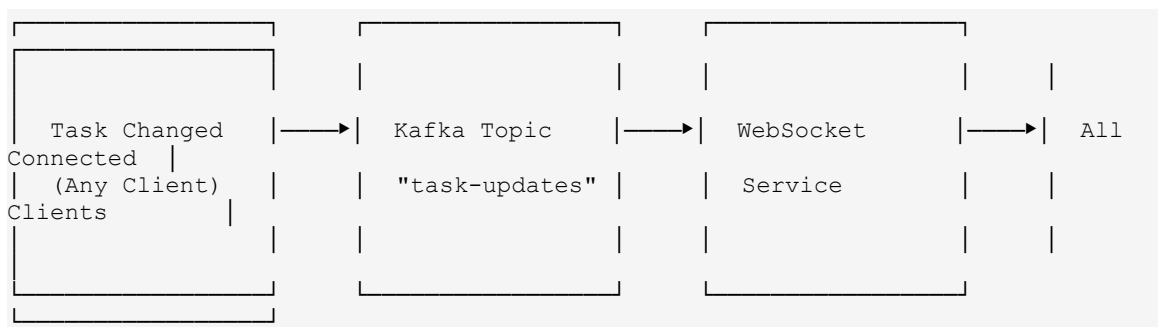 Task Changed Kafka Topic WebSocket All
Connected
(Any Client) "task-updates" Service
Clients